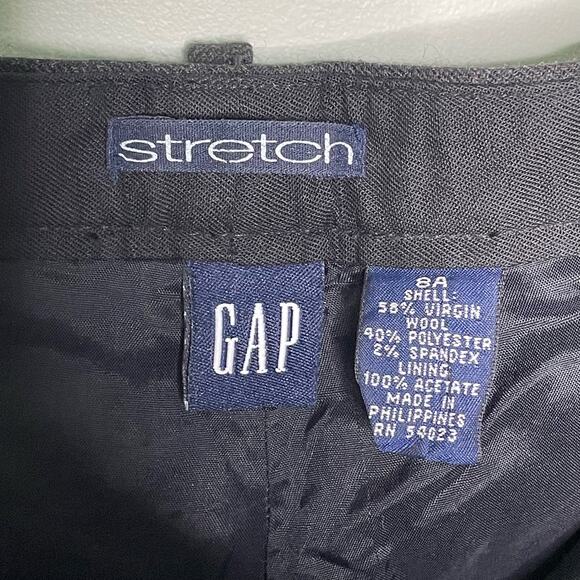 stretch
GAP
8A
SHELL:
58% VIRGIN
WOOL
40% POLYESTER
2% SPANDEX
LINING
100% ACETATE
MADE IN
PHILIPPINES
RN 54023